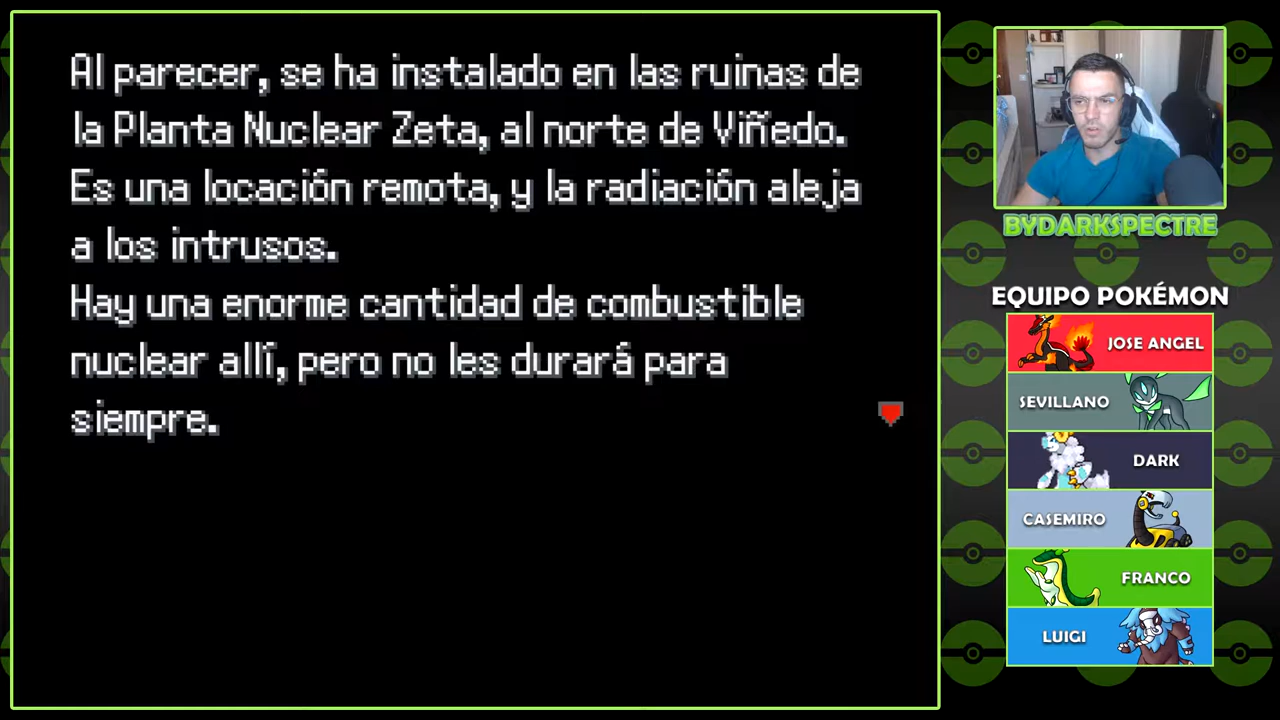 Al parecer, se ha instalado en las ruinas de
la Planta Nuclear Zeta, al norte de Viñedo.
Es una locación remota, y la radiación aleja
a los intrusos.
Hay una enorme cantidad de combustible
nuclear allí, pero no les durará para
siempre.
BYDARKSPECTRE
EQUIPO POKÉMON
JOSE ANGEL
SEVILLANO
DARK
CASEMIRO
FRANCO
LUIGI